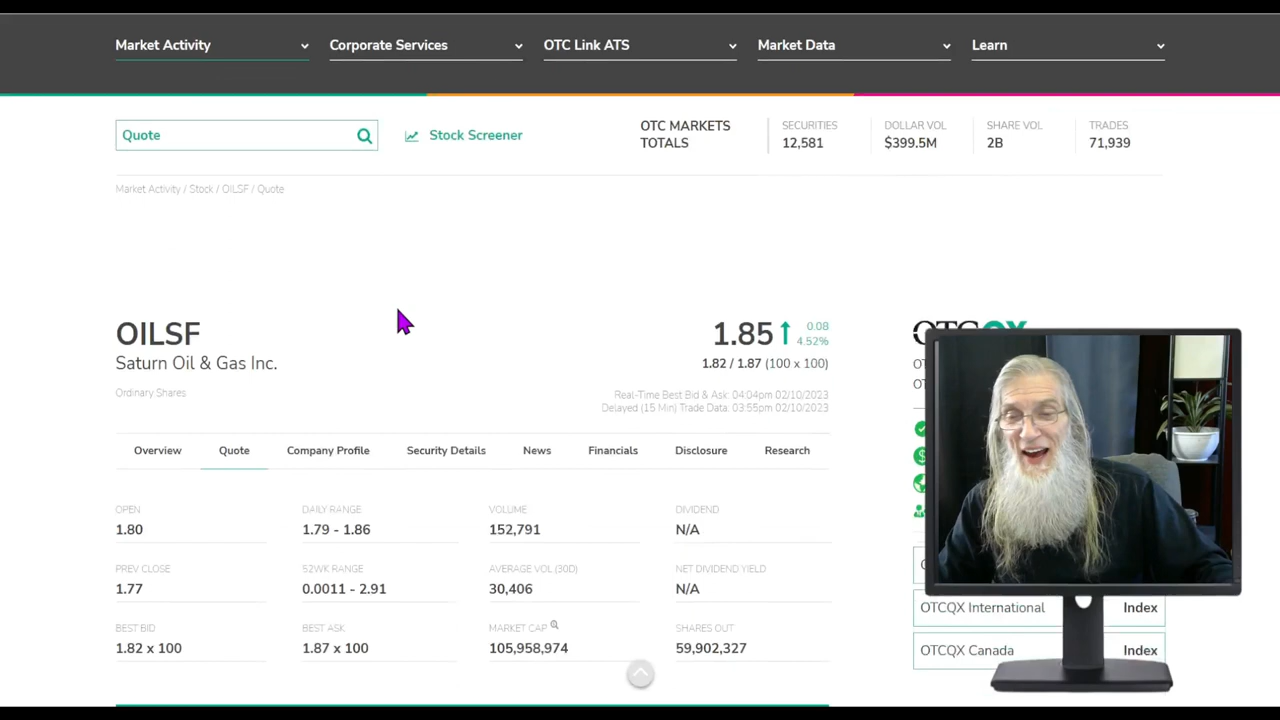 Market Activity
Corporate Services
OTC Link ATS
Market Data
Learn
Quote
Stock Screener
OTC MARKETS
TOTALS
SECURITIES
12,581
DOLLAR VOL
$399.5M
SHARE VOL
2B
TRADES
71,939
Market Activity / Stock / OILSF / Quote
OILSF
1.85
0.08
4.52%
Saturn Oil & Gas Inc.
1.82 / 1.87 (100 x 100)
Ordinary Shares
Real-Time Best Bid & Ask: 04:04pm 02/10/2023
Delayed (15 Min) Trade Data: 03:55pm 02/10/2023
Overview
Quote
Company Profile
Security Details
News
Financials
Disclosure
Research
OPEN
1.80
DAILY RANGE
1.79 - 1.86
VOLUME
152,791
DIVIDEND
N/A
PREV CLOSE
1.77
52WK RANGE
0.0011 - 2.91
AVERAGE VOL (30D)
30,406
NET DIVIDEND YIELD
N/A
BEST BID
1.82 x 100
BEST ASK
1.87 x 100
MARKET CAP
105,958,974
SHARES OUT
59,902,327
OTCQX International
Index
OTCQX Canada
Index